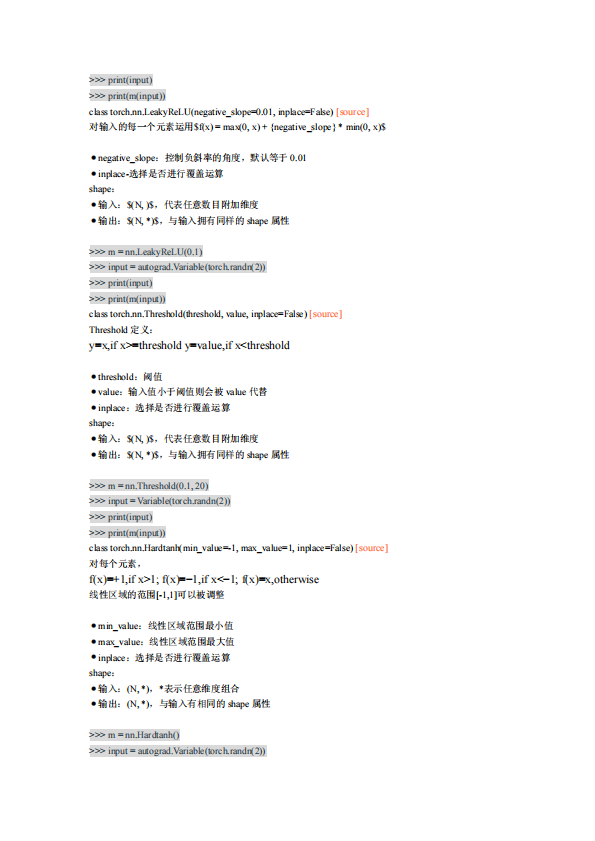 >>> print(input)
>>> print(m(input))
class torch.nn.LeakyReLU(negative_slope=0.01, inplace=False) [source]
对输入的每一个元素运用$f(x) = max(0, x) + {negative_slope} * min(0, x)$
●negative_slope：控制负斜率的角度，默认等于 0.01
●inplace-选择是否进行覆盖运算
shape：
●输入：$(N, )$，代表任意数目附加维度
●输出：$(N, *)$，与输入拥有同样的 shape 属性
>>> m = nn.LeakyReLU(0.1)
>>> input = autograd.Variable(torch.randn(2))
>>> print(input)
>>> print(m(input))
class torch.nn.Threshold(threshold, value, inplace=False) [source]
Threshold 定义：
y=x,if x>=threshold y=value,if x<threshold
●threshold：阈值
●value：输入值小于阈值则会被 value 代替
●inplace：选择是否进行覆盖运算
shape：
●输入：$(N, )$，代表任意数目附加维度
●输出：$(N, *)$，与输入拥有同样的 shape 属性
>>> m = nn.Threshold(0.1, 20)
>>> input = Variable(torch.randn(2))
>>> print(input)
>>> print(m(input))
class torch.nn.Hardtanh(min_value=-1, max_value=1, inplace=False) [source]
对每个元素，
f(x)=+1,if x>1; f(x)=−1,if x<−1; f(x)=x,otherwise
线性区域的范围[-1,1]可以被调整
●min_value：线性区域范围最小值
●max_value：线性区域范围最大值
●inplace：选择是否进行覆盖运算
shape：
●输入：(N, *)，*表示任意维度组合
●输出：(N, *)，与输入有相同的 shape 属性
>>> m = nn.Hardtanh()
>>> input = autograd.Variable(torch.randn(2))